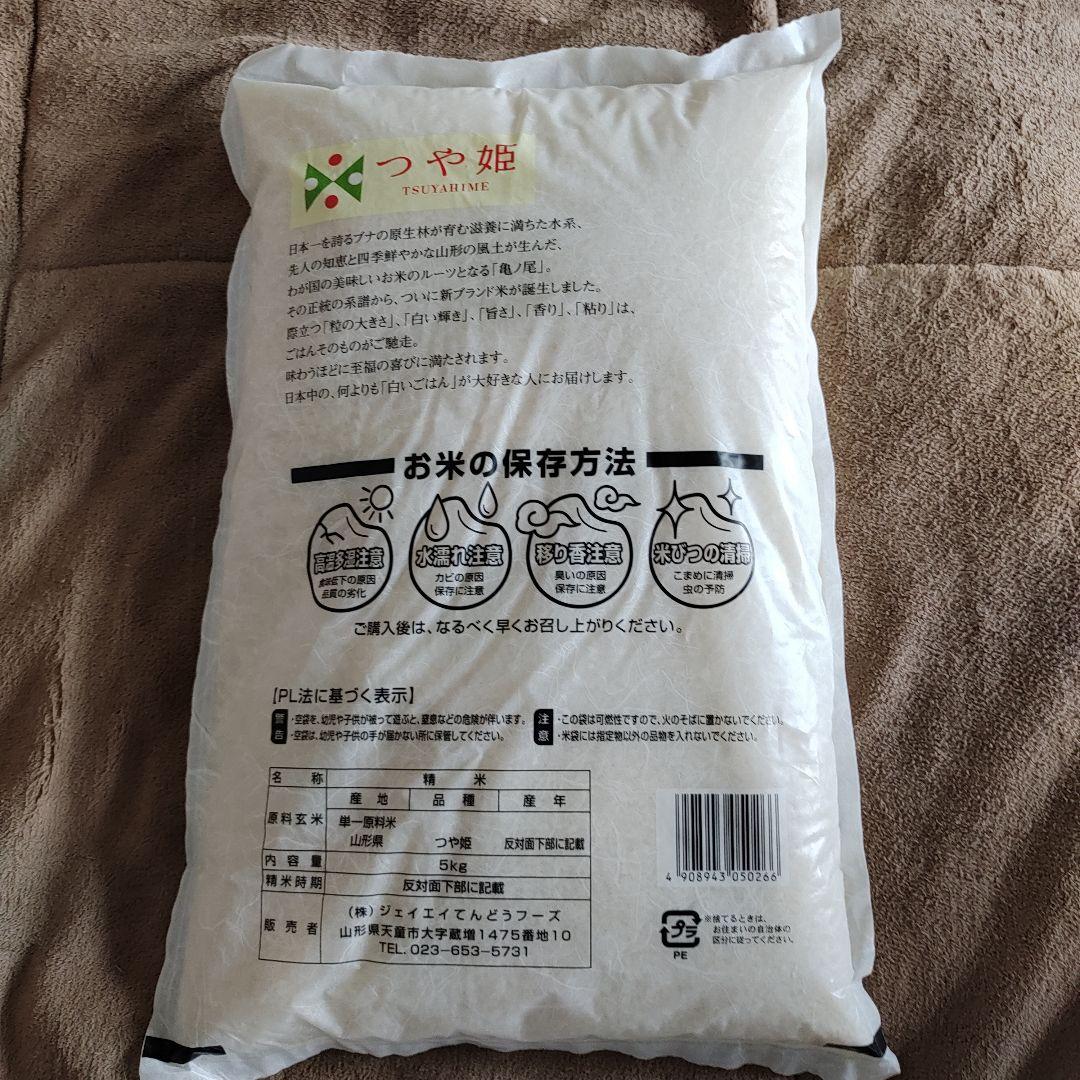 つや姫
TSUYAHIME
日本一を誇るブナの原生林が育む滋養に満ちた水系、
先人の知恵と四季鮮やかな山形の風土が生んだ、
わが国の美味しいお米のルーツとなる「亀ノ尾」。
その正統の系譜から、ついに新ブランド米が誕生しました。
際立つ「粒の大きさ」、「白い輝き」、「旨さ」、「香り」、「粘り」は、
ごはんそのものがご馳走。
味わうほどに至福の喜びに満たされます。
日本中の、何よりも「白いごはん」が大好きな人にお届けします。
お米の保存方法
高温多湿注意
食味低下の原因
品質の劣化
水濡れ注意
カビの原因
保存に注意
移り香注意
臭いの原因
保存に注意
米びつの清掃
こまめに清掃
虫の予防
ご購入後は、なるべく早くお召し上がりください。
【PL法に基づく表示】
警告
・空袋を、幼児や子供が被って遊ぶと、窒息などの危険が伴います。
・空袋は、幼児や子供の手が届かない所に保管してください。
注意
・この袋は可燃性ですので、火のそばに置かないでください。
・米袋には指定物以外の品物を入れないでください。
名称 精米
原料玄米 産地 品種 産年
単一原料米
山形県 つや姫 反対面下部に記載
内容量 5kg
精米時期 反対面下部に記載
販売者 (株)ジェイエイてんどうフーズ
山形県天童市大字蔵増1475番地10
TEL.023-653-5731
4 908943 050266
プラ
PE
※捨てるときは、
お住まいの自治体の
区分に従ってください。